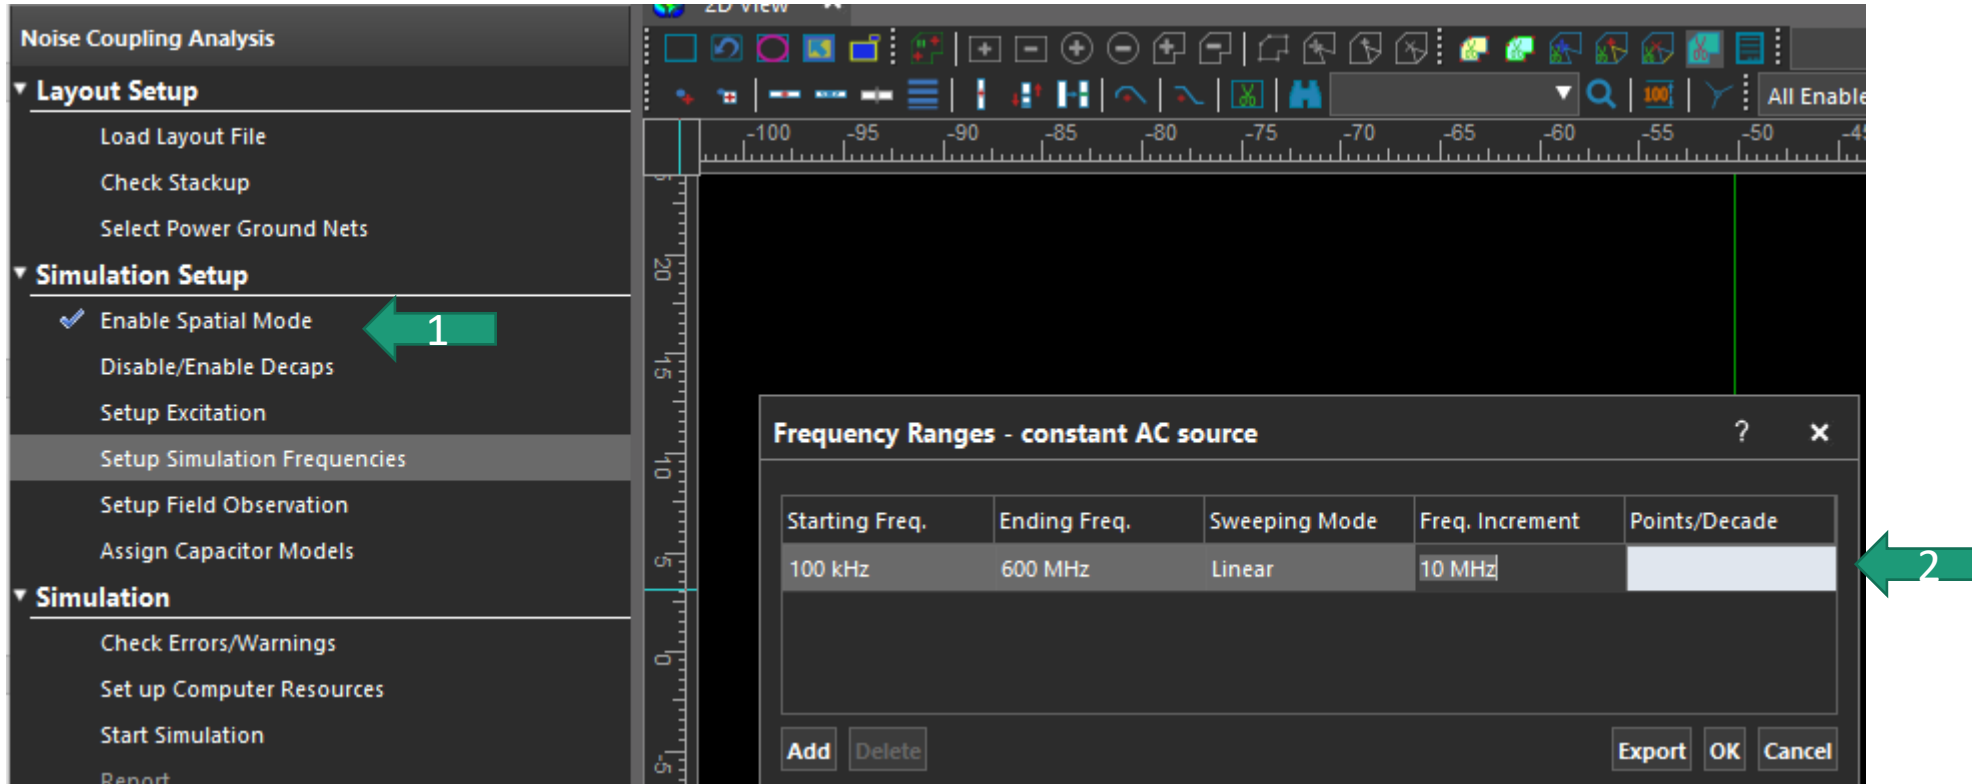 Noise Coupling Analysis
Layout Setup
Load Layout File
Check Stackup
Select Power Ground Nets
Simulation Setup
Enable Spatial Mode
1
Disable/Enable Decaps
Setup Excitation
Setup Simulation Frequencies
Setup Field Observation
Assign Capacitor Models
Simulation
Check Errors/Warnings
Set up Computer Resources
Start Simulation
Report
2D View
100
All Enable
-100 -95 -90 -85 -80 -75 -70 -65 -60 -55 -50 -4
20
15
10
5
0
-5
Frequency Ranges - constant AC source ?
Starting Freq. Ending Freq. Sweeping Mode Freq. Increment Points/Decade
100 kHz 600 MHz Linear 10 MHz
2
Add Delete Export OK Cancel